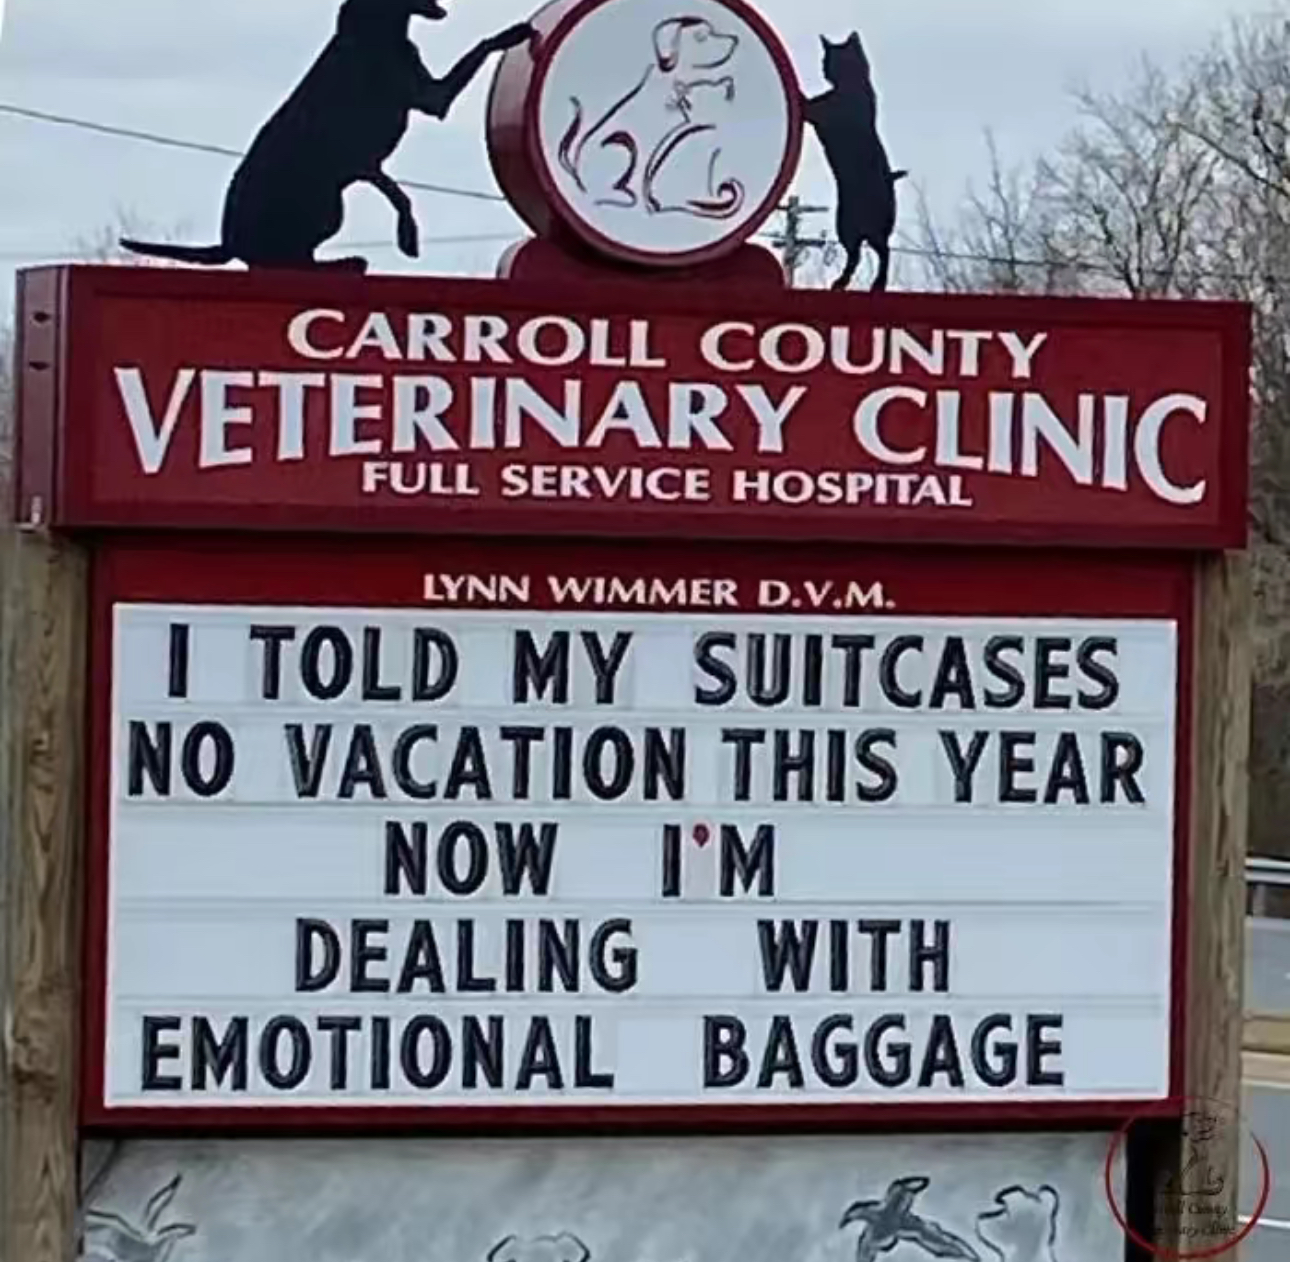 CARROLL COUNTY
VETERINARY CLINIC
FULL SERVICE HOSPITAL
LYNN WIMMER D.V.M.
I TOLD MY SUITCASES
NO VACATION THIS YEAR
NOW I'M
DEALING WITH
EMOTIONAL BAGGAGE